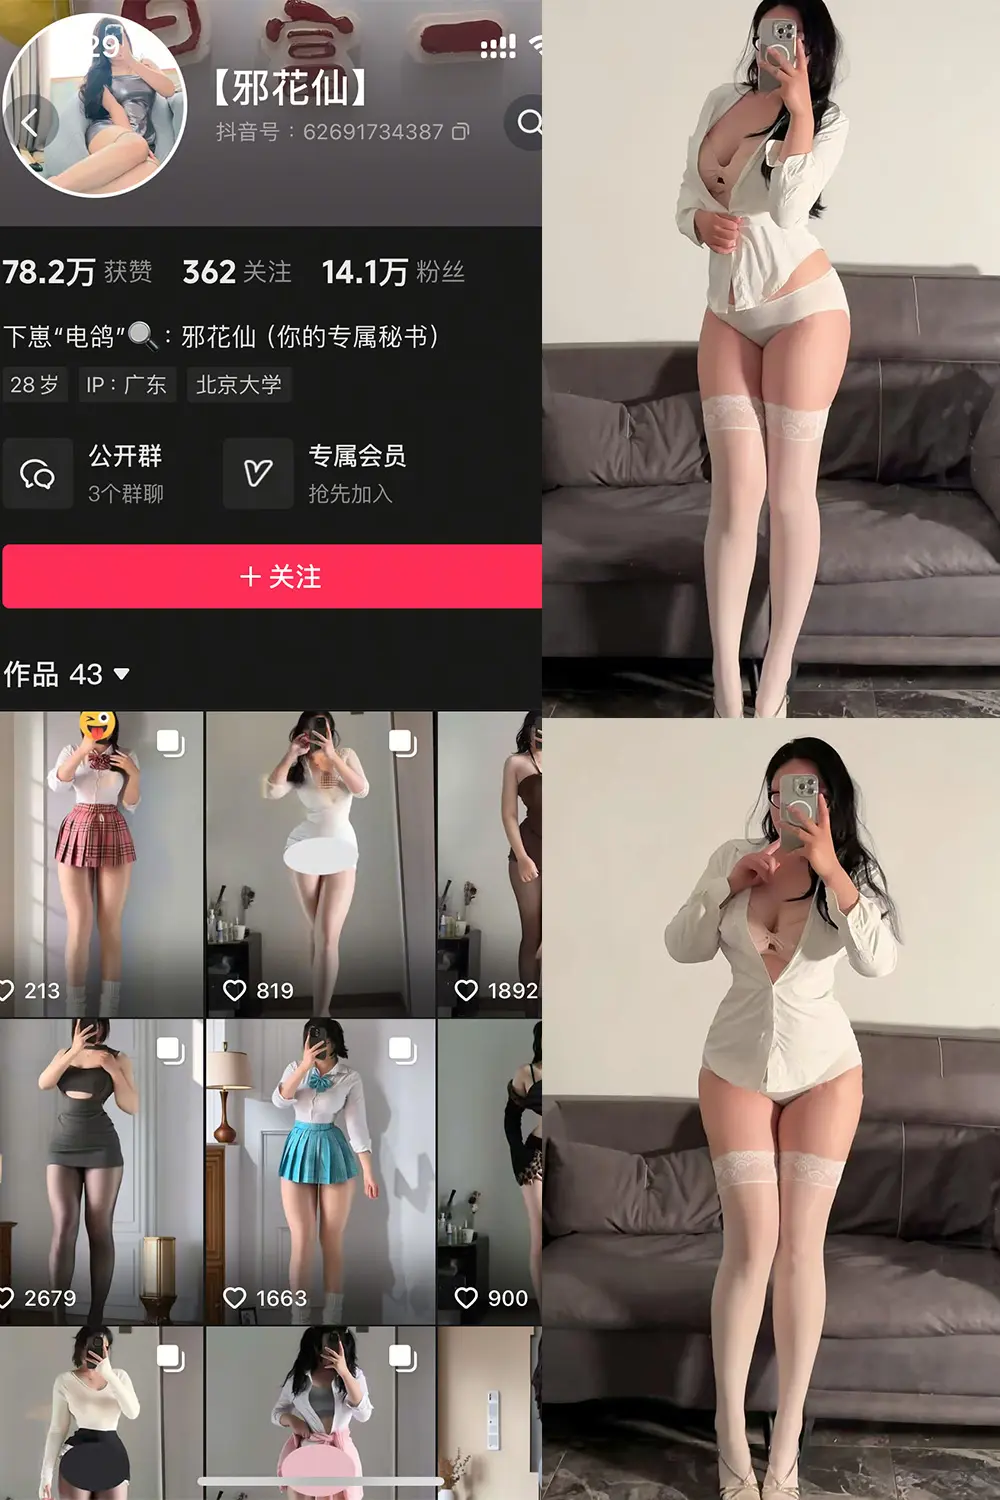 29
【邪花仙】
抖音号：62691734387
78.2万 获赞 362 关注 14.1万 粉丝
下崽“电鸽”🔍：邪花仙（你的专属秘书）
28岁 IP：广东 北京大学
公开群 专属会员
3个群聊 抢先加入
+ 关注
作品 43
213 819 1892
2679 1663 900